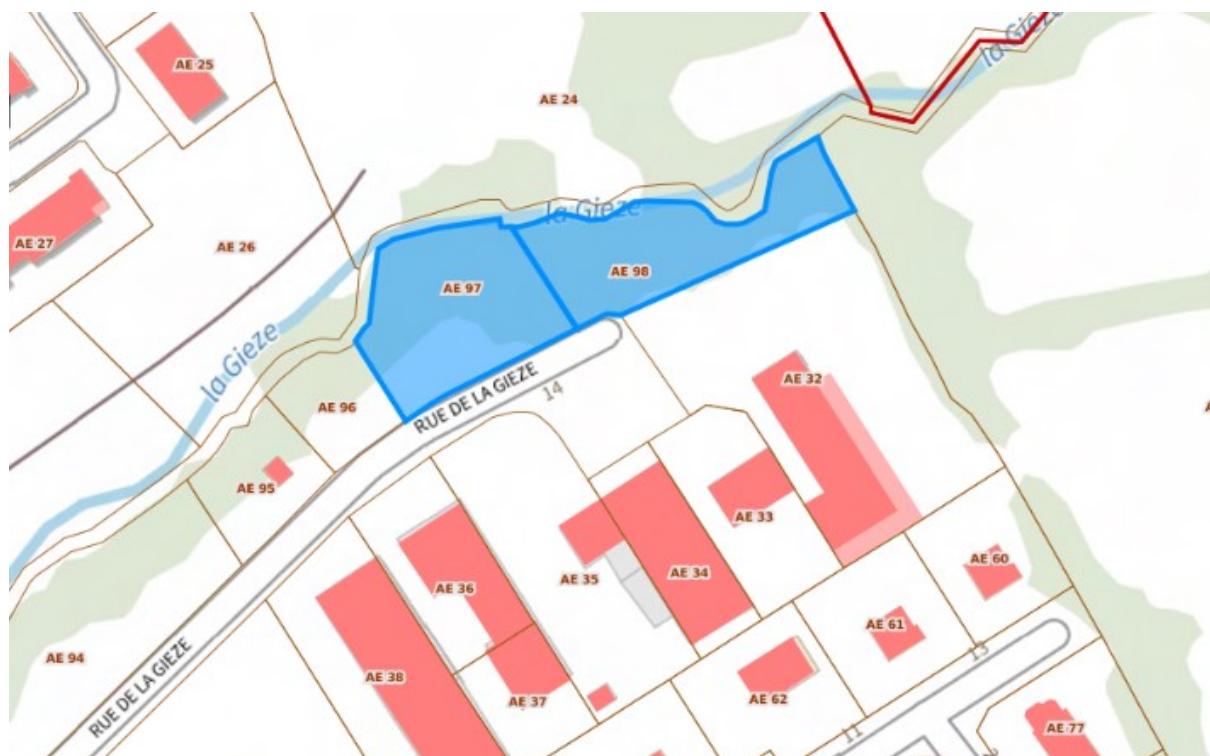 la Gieze
AE 25
AE 24
la Gieze
AE 27
AE 26
AE 98
AE 97
la Gieze
RUE DE LA GIEZE
14
AE 32
AE 96
AE 95
AE 33
AE 60
AE 34
AE 35
AE 36
AE 61
13
AE 94
RUE DE LA GIEZE
AE 38
AE 62
AE 37
AE 77
11